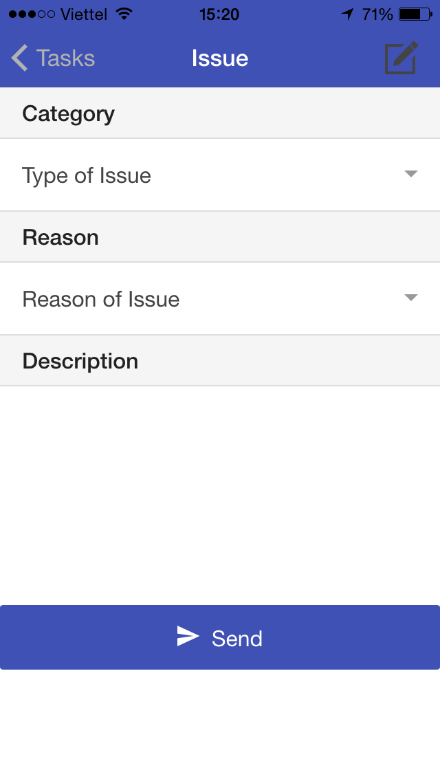 Viettel 15:20 71%
Tasks Issue
Category
Type of Issue
Reason
Reason of Issue
Description
Send